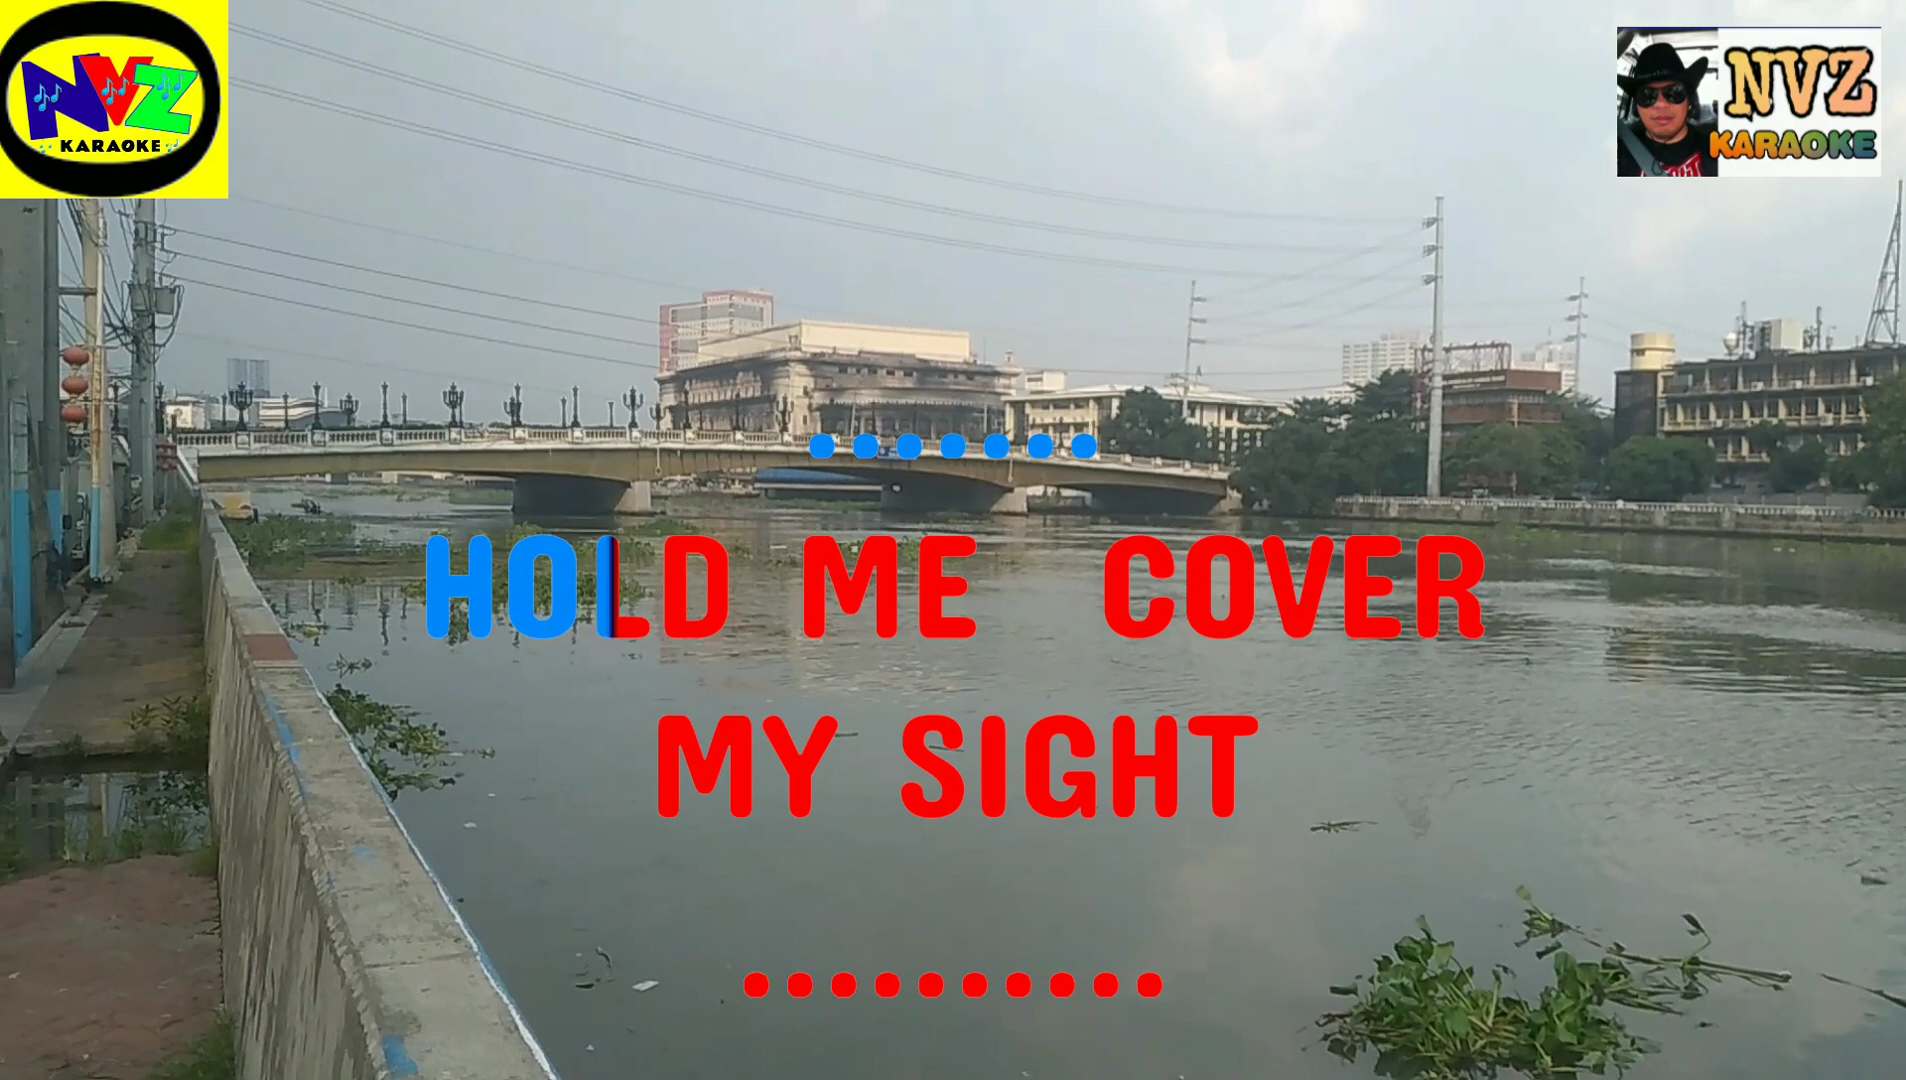 NVZ
KARAOKE
NVZ
KARAOKE
.......
HOLD ME  COVER
MY SIGHT
..........